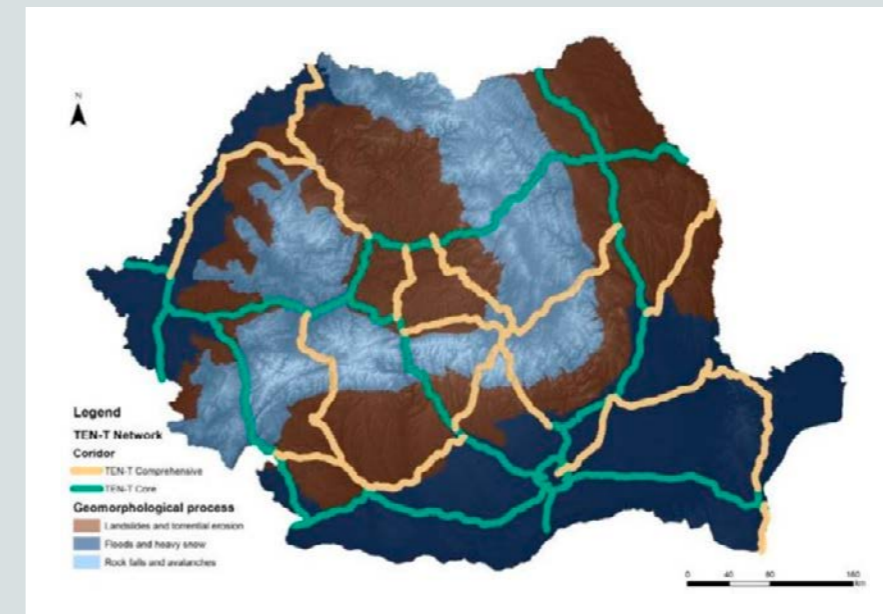 N
Legend
TEN-T Network
Coridor
TEN-T Comprehensive
TEN-T Core
Geomorphological process
Landslides and torrential erosion
Floods and heavy snow
Rock falls and avalanches
0 40 80 160
km